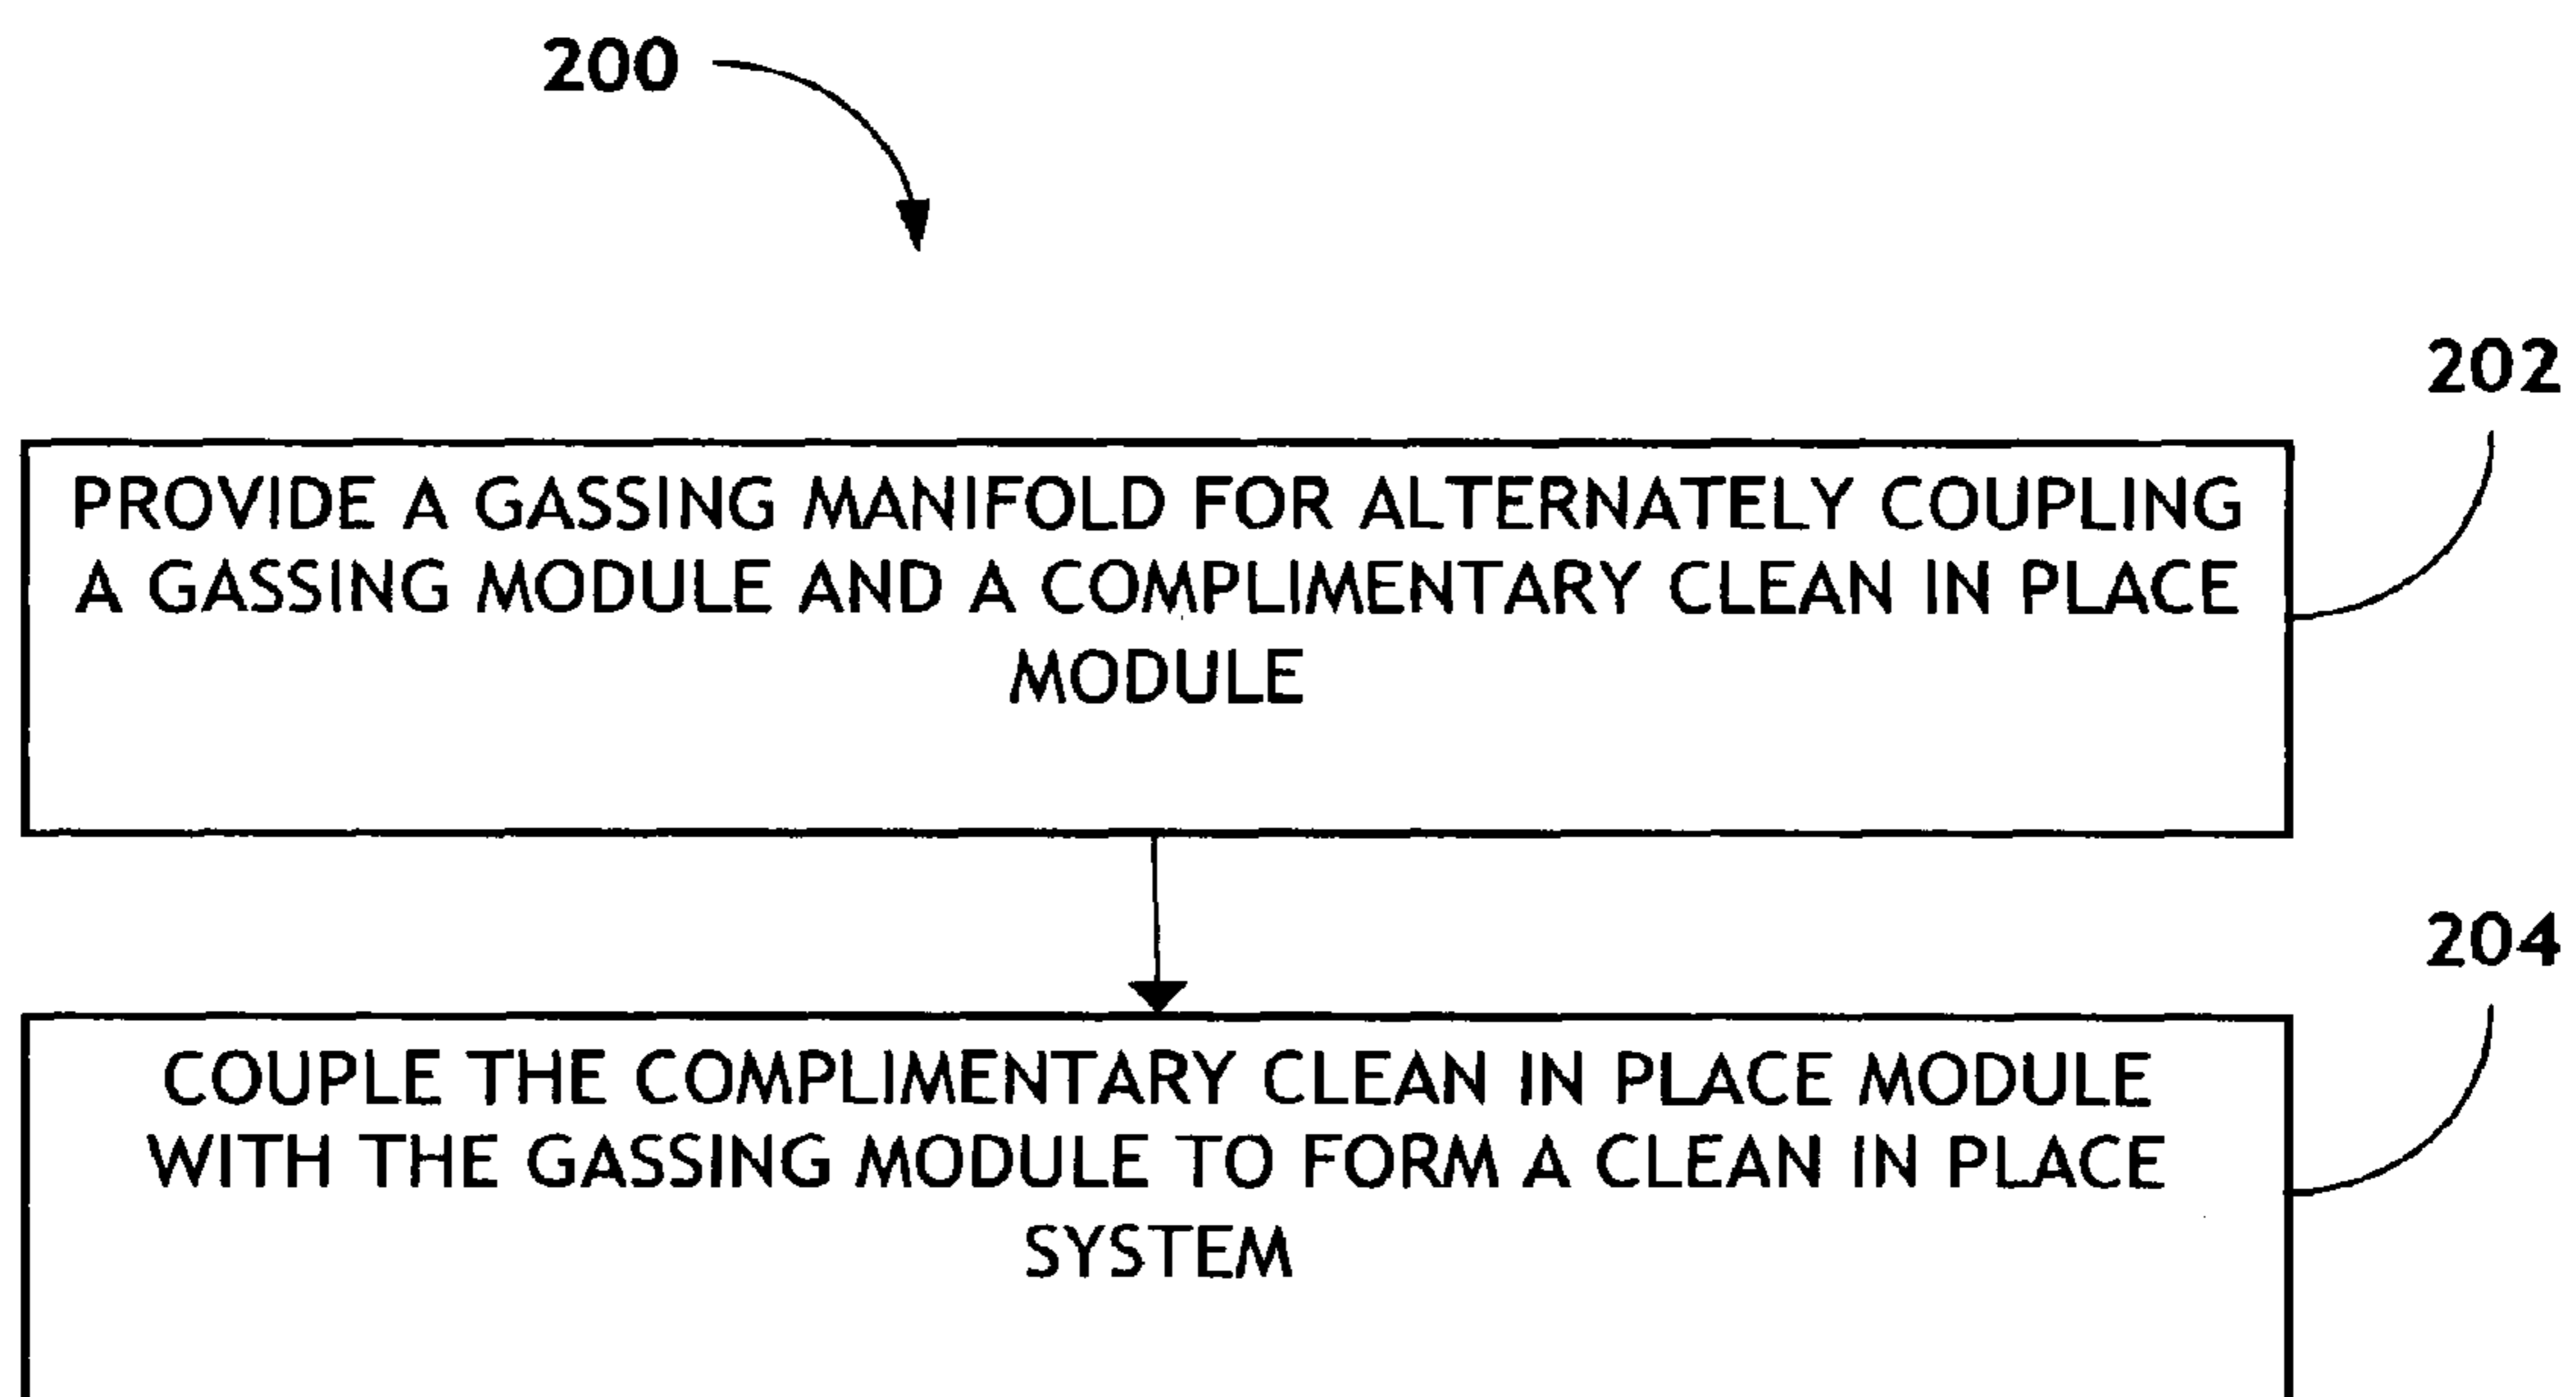 200
202
PROVIDE A GASSING MANIFOLD FOR ALTERNATELY COUPLING
A GASSING MODULE AND A COMPLIMENTARY CLEAN IN PLACE
MODULE
204
COUPLE THE COMPLIMENTARY CLEAN IN PLACE MODULE
WITH THE GASSING MODULE TO FORM A CLEAN IN PLACE
SYSTEM